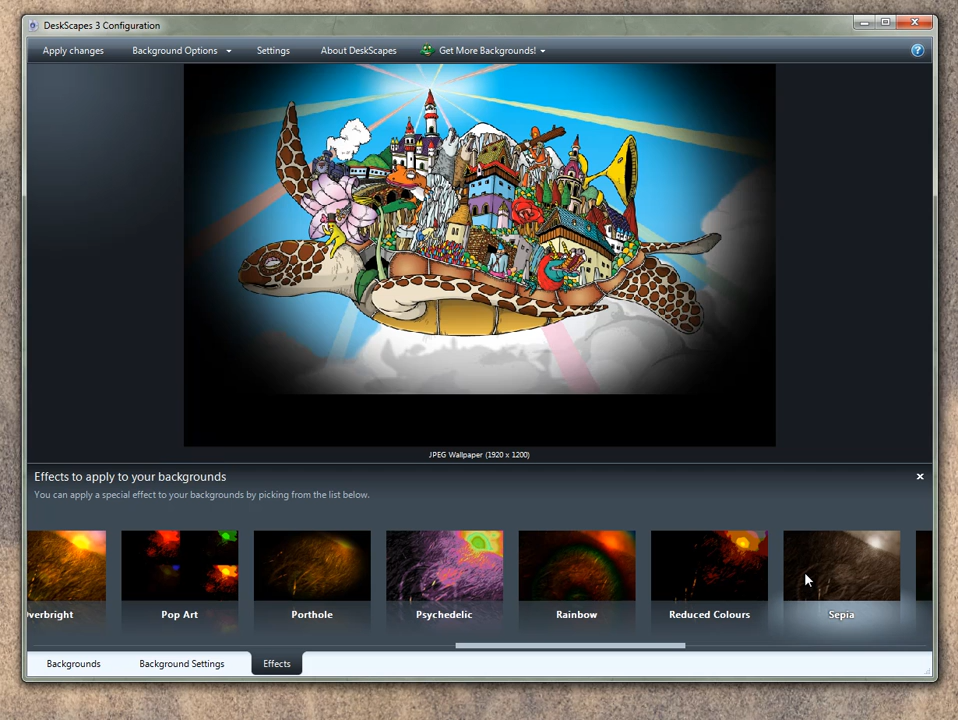 DeskScapes 3 Configuration
Apply changes
Background Options
Settings
About DeskScapes
Get More Backgrounds!
JPEG Wallpaper (1920 x 1200)
Effects to apply to your backgrounds
You can apply a special effect to your backgrounds by picking from the list below.
verbright
Pop Art
Porthole
Psychedelic
Rainbow
Reduced Colours
Sepia
Backgrounds
Background Settings
Effects